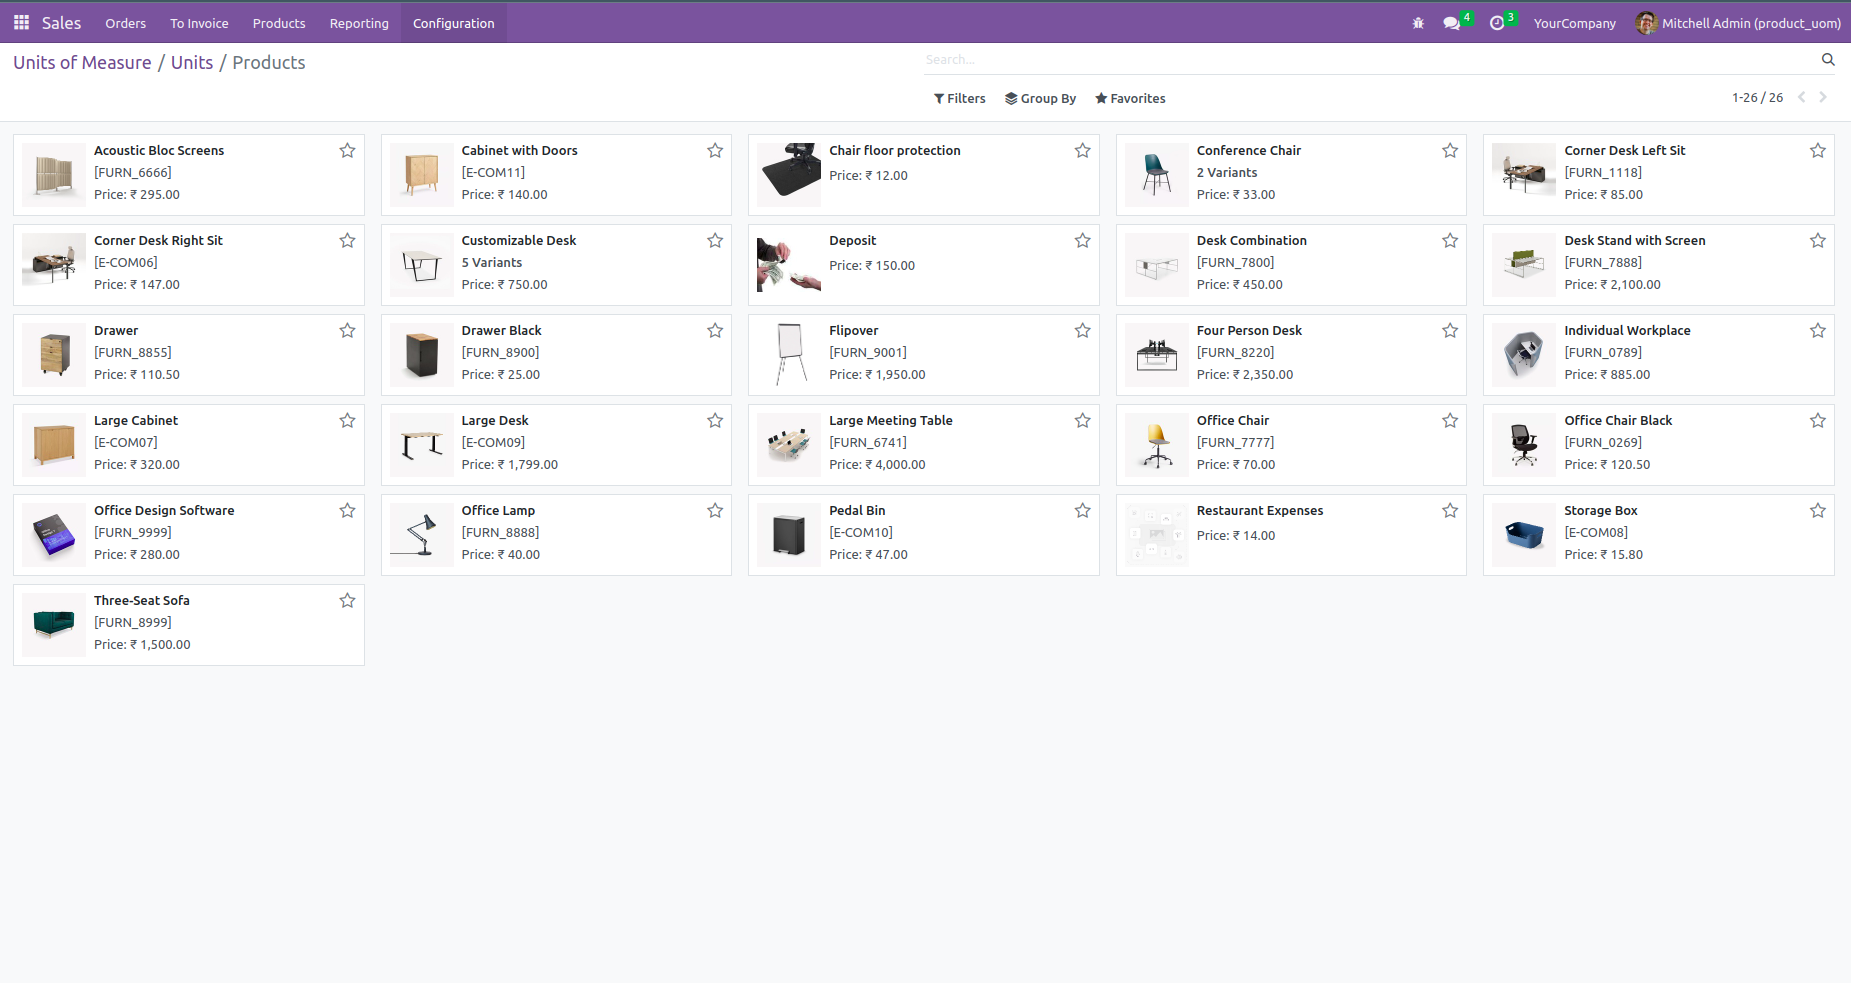 Sales Orders To Invoice Products Reporting Configuration 4 3 YourCompany Mitchell Admin (product_uom)
Units of Measure / Units / Products
Search...
Filters Group By Favorites 1-26 / 26
Acoustic Bloc Screens
[FURN_6666]
Price: ₹ 295.00
Cabinet with Doors
[E-COM11]
Price: ₹ 140.00
Chair floor protection
Price: ₹ 12.00
Conference Chair
2 Variants
Price: ₹ 33.00
Corner Desk Left Sit
[FURN_1118]
Price: ₹ 85.00
Corner Desk Right Sit
[E-COM06]
Price: ₹ 147.00
Customizable Desk
5 Variants
Price: ₹ 750.00
Deposit
Price: ₹ 150.00
Desk Combination
[FURN_7800]
Price: ₹ 450.00
Desk Stand with Screen
[FURN_7888]
Price: ₹ 2,100.00
Drawer
[FURN_8855]
Price: ₹ 110.50
Drawer Black
[FURN_8900]
Price: ₹ 25.00
Flipover
[FURN_9001]
Price: ₹ 1,950.00
Four Person Desk
[FURN_8220]
Price: ₹ 2,350.00
Individual Workplace
[FURN_0789]
Price: ₹ 885.00
Large Cabinet
[E-COM07]
Price: ₹ 320.00
Large Desk
[E-COM09]
Price: ₹ 1,799.00
Large Meeting Table
[FURN_6741]
Price: ₹ 4,000.00
Office Chair
[FURN_7777]
Price: ₹ 70.00
Office Chair Black
[FURN_0269]
Price: ₹ 120.50
Office Design Software
[FURN_9999]
Price: ₹ 280.00
Office Lamp
[FURN_8888]
Price: ₹ 40.00
Pedal Bin
[E-COM10]
Price: ₹ 47.00
Restaurant Expenses
Price: ₹ 14.00
Storage Box
[E-COM08]
Price: ₹ 15.80
Three-Seat Sofa
[FURN_8999]
Price: ₹ 1,500.00